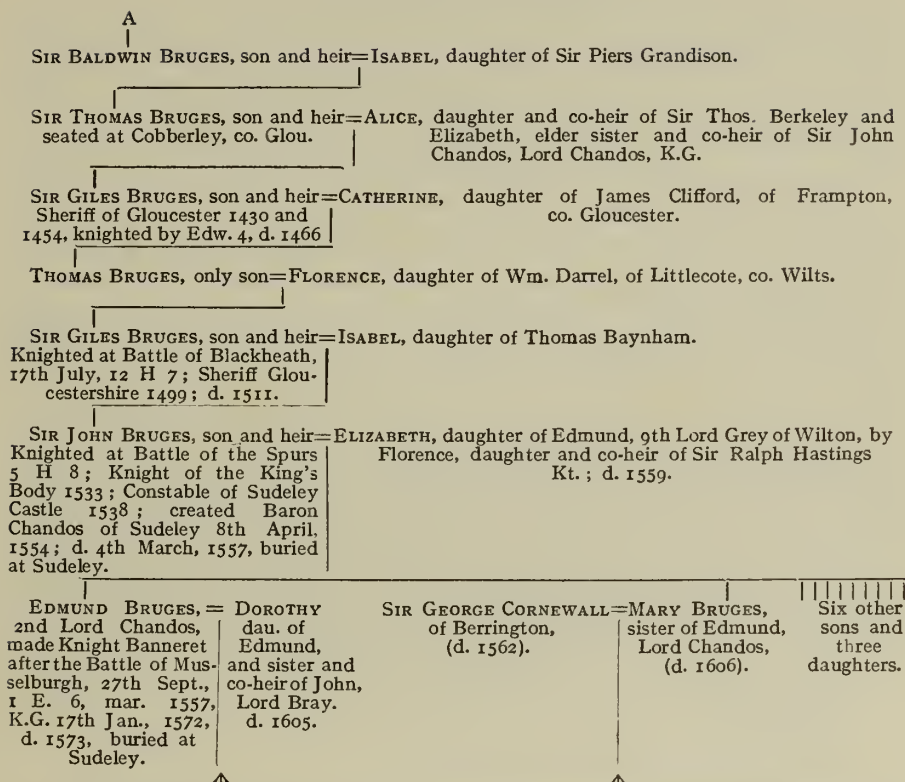 A
SIR BALDWIN BRUGES, son and heir=ISABEL, daughter of Sir Piers Grandison.
SIR THOMAS BRUGES, son and heir=ALICE, daughter and co-heir of Sir Thos. Berkeley and
seated at Cobberley, co. Glou. Elizabeth, elder sister and co-heir of Sir John
Chandos, Lord Chandos, K.G.
SIR GILES BRUGES, son and heir=CATHERINE, daughter of James Clifford, of Frampton,
Sheriff of Gloucester 1430 and co. Gloucester.
1454, knighted by Edw. 4, d. 1466
THOMAS BRUGES, only son=FLORENCE, daughter of Wm. Darrel, of Littlecote, co. Wilts.
SIR GILES BRUGES, son and heir=ISABEL, daughter of Thomas Baynham.
Knighted at Battle of Blackheath,
17th July, 12 H 7; Sheriff Glou-
cestershire 1499; d. 1511.
SIR JOHN BRUGES, son and heir=ELIZABETH, daughter of Edmund, 9th Lord Grey of Wilton, by
Knighted at Battle of the Spurs Florence, daughter and co-heir of Sir Ralph Hastings
5 H 8; Knight of the King's Kt.; d. 1559.
Body 1533; Constable of Sudeley
Castle 1538; created Baron
Chandos of Sudeley 8th April,
1554; d. 4th March, 1557, buried
at Sudeley.
EDMUND BRUGES, = DOROTHY SIR GEORGE CORNEWALL=MARY BRUGES, Six other
2nd Lord Chandos, dau. of of Berrington, sister of Edmund, sons and
made Knight Banneret Edmund, (d. 1562). Lord Chandos, three
after the Battle of Mus- and sister and (d. 1606). daughters.
selburgh, 27th Sept., co-heir of John,
1 E. 6, mar. 1557, Lord Bray.
K.G. 17th Jan., 1572, d. 1605.
d. 1573, buried at
Sudeley.